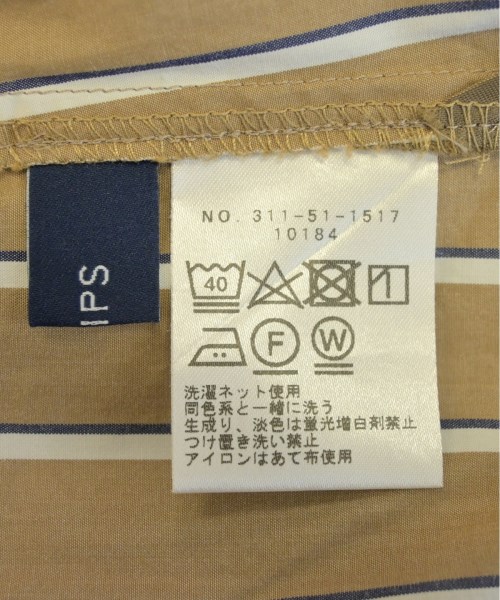 NO. 311-51-1517
10184
40
F
W
洗濯ネット使用
同色系と一緒に洗う
生成り、淡色は蛍光増白剤禁止
つけ置き洗い禁止
アイロンはあて布使用
IPS